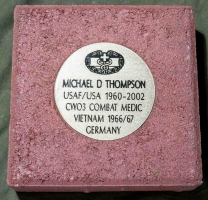 MICHAEL D THOMPSON
USAF/USA 1960-2002
CWO3 COMBAT MEDIC
VIETNAM 1966/67
GERMANY